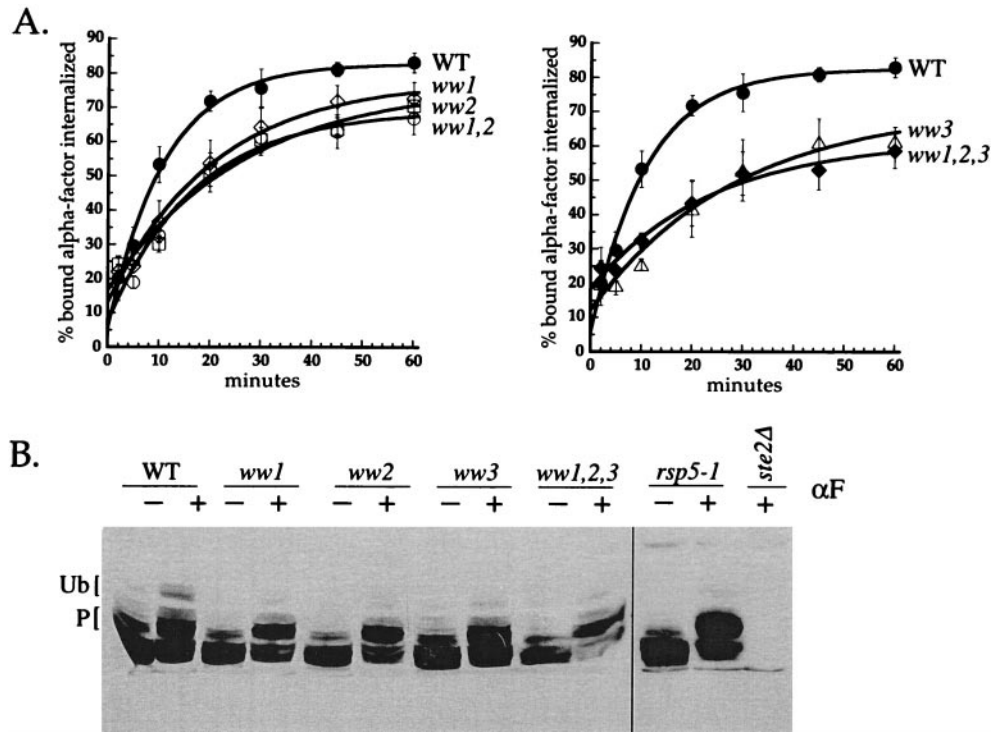 A.
% bound alpha-factor internalized
90
80
70
60
50
40
30
20
10
0
0 10 20 30 40 50 60
minutes
WT
ww1
ww2
ww1,2
% bound alpha-factor internalized
90
80
70
60
50
40
30
20
10
0
0 10 20 30 40 50 60
minutes
WT
ww3
ww1,2,3
B.
WT ww1 ww2 ww3 ww1,2,3 rsp5-1 ste2Δ
− + − + − + − + − + − + + αF
Ub[
P[